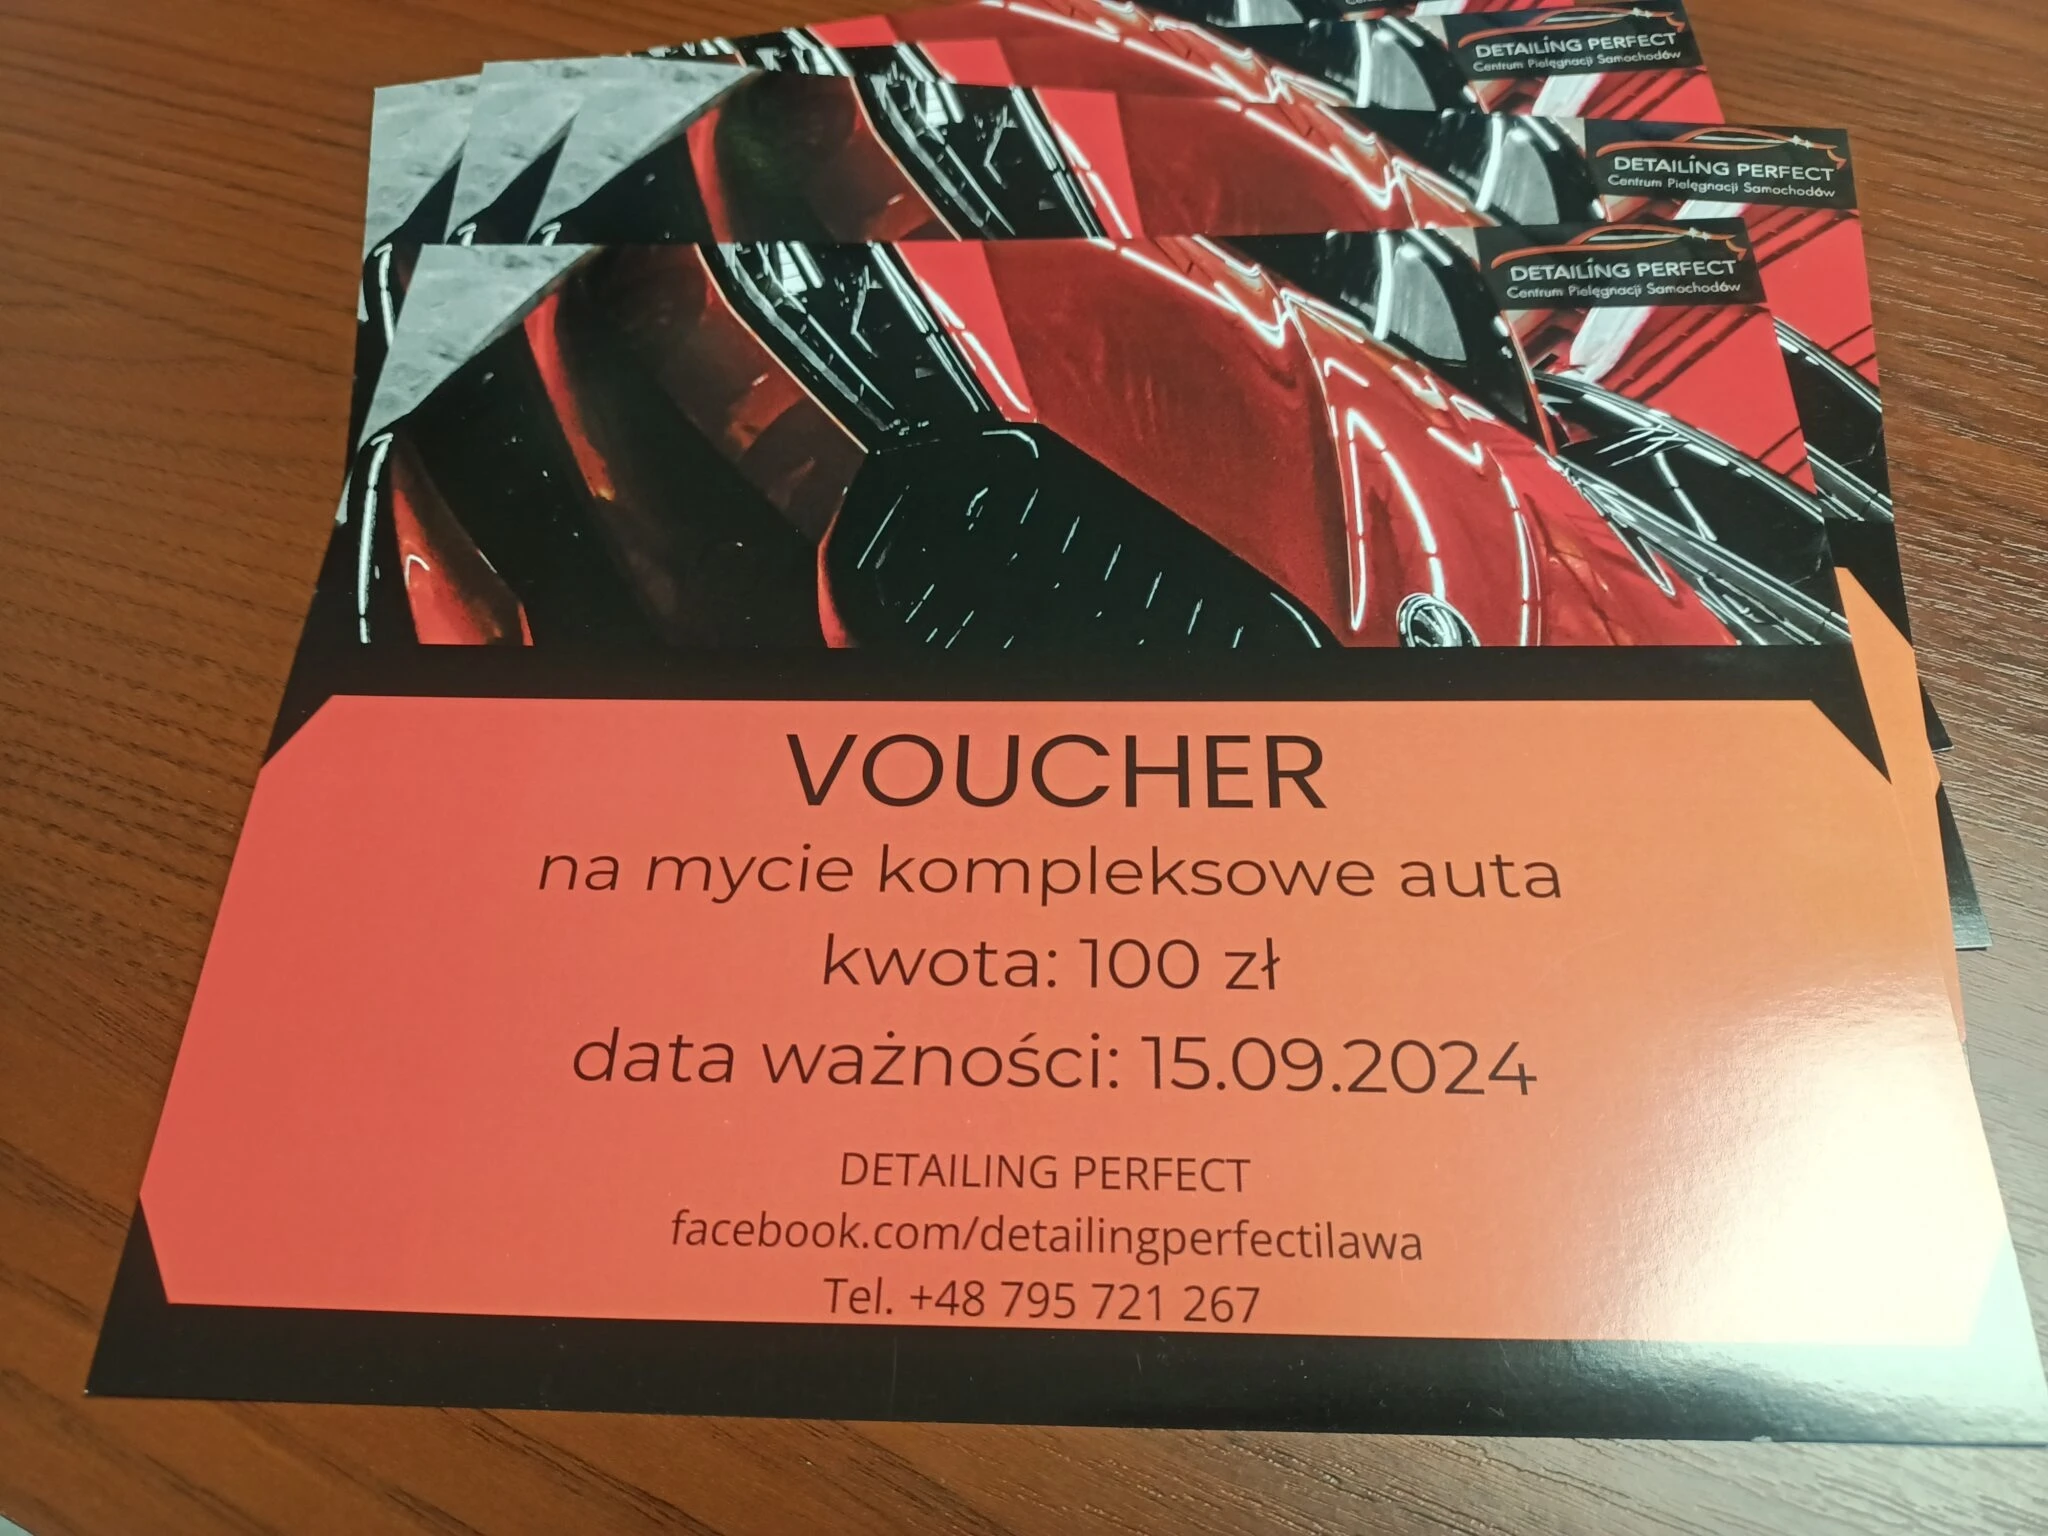 DETAILING PERFECT
Centrum Pielęgnacji Samochodów
DETAILING PERFECT
Centrum Pielęgnacji Samochodów
DETAILING PERFECT
Centrum Pielęgnacji Samochodów
VOUCHER
na mycie kompleksowe auta
kwota: 100 zł
data ważności: 15.09.2024
DETAILING PERFECT
facebook.com/detailingperfectilawa
Tel. +48 795 721 267